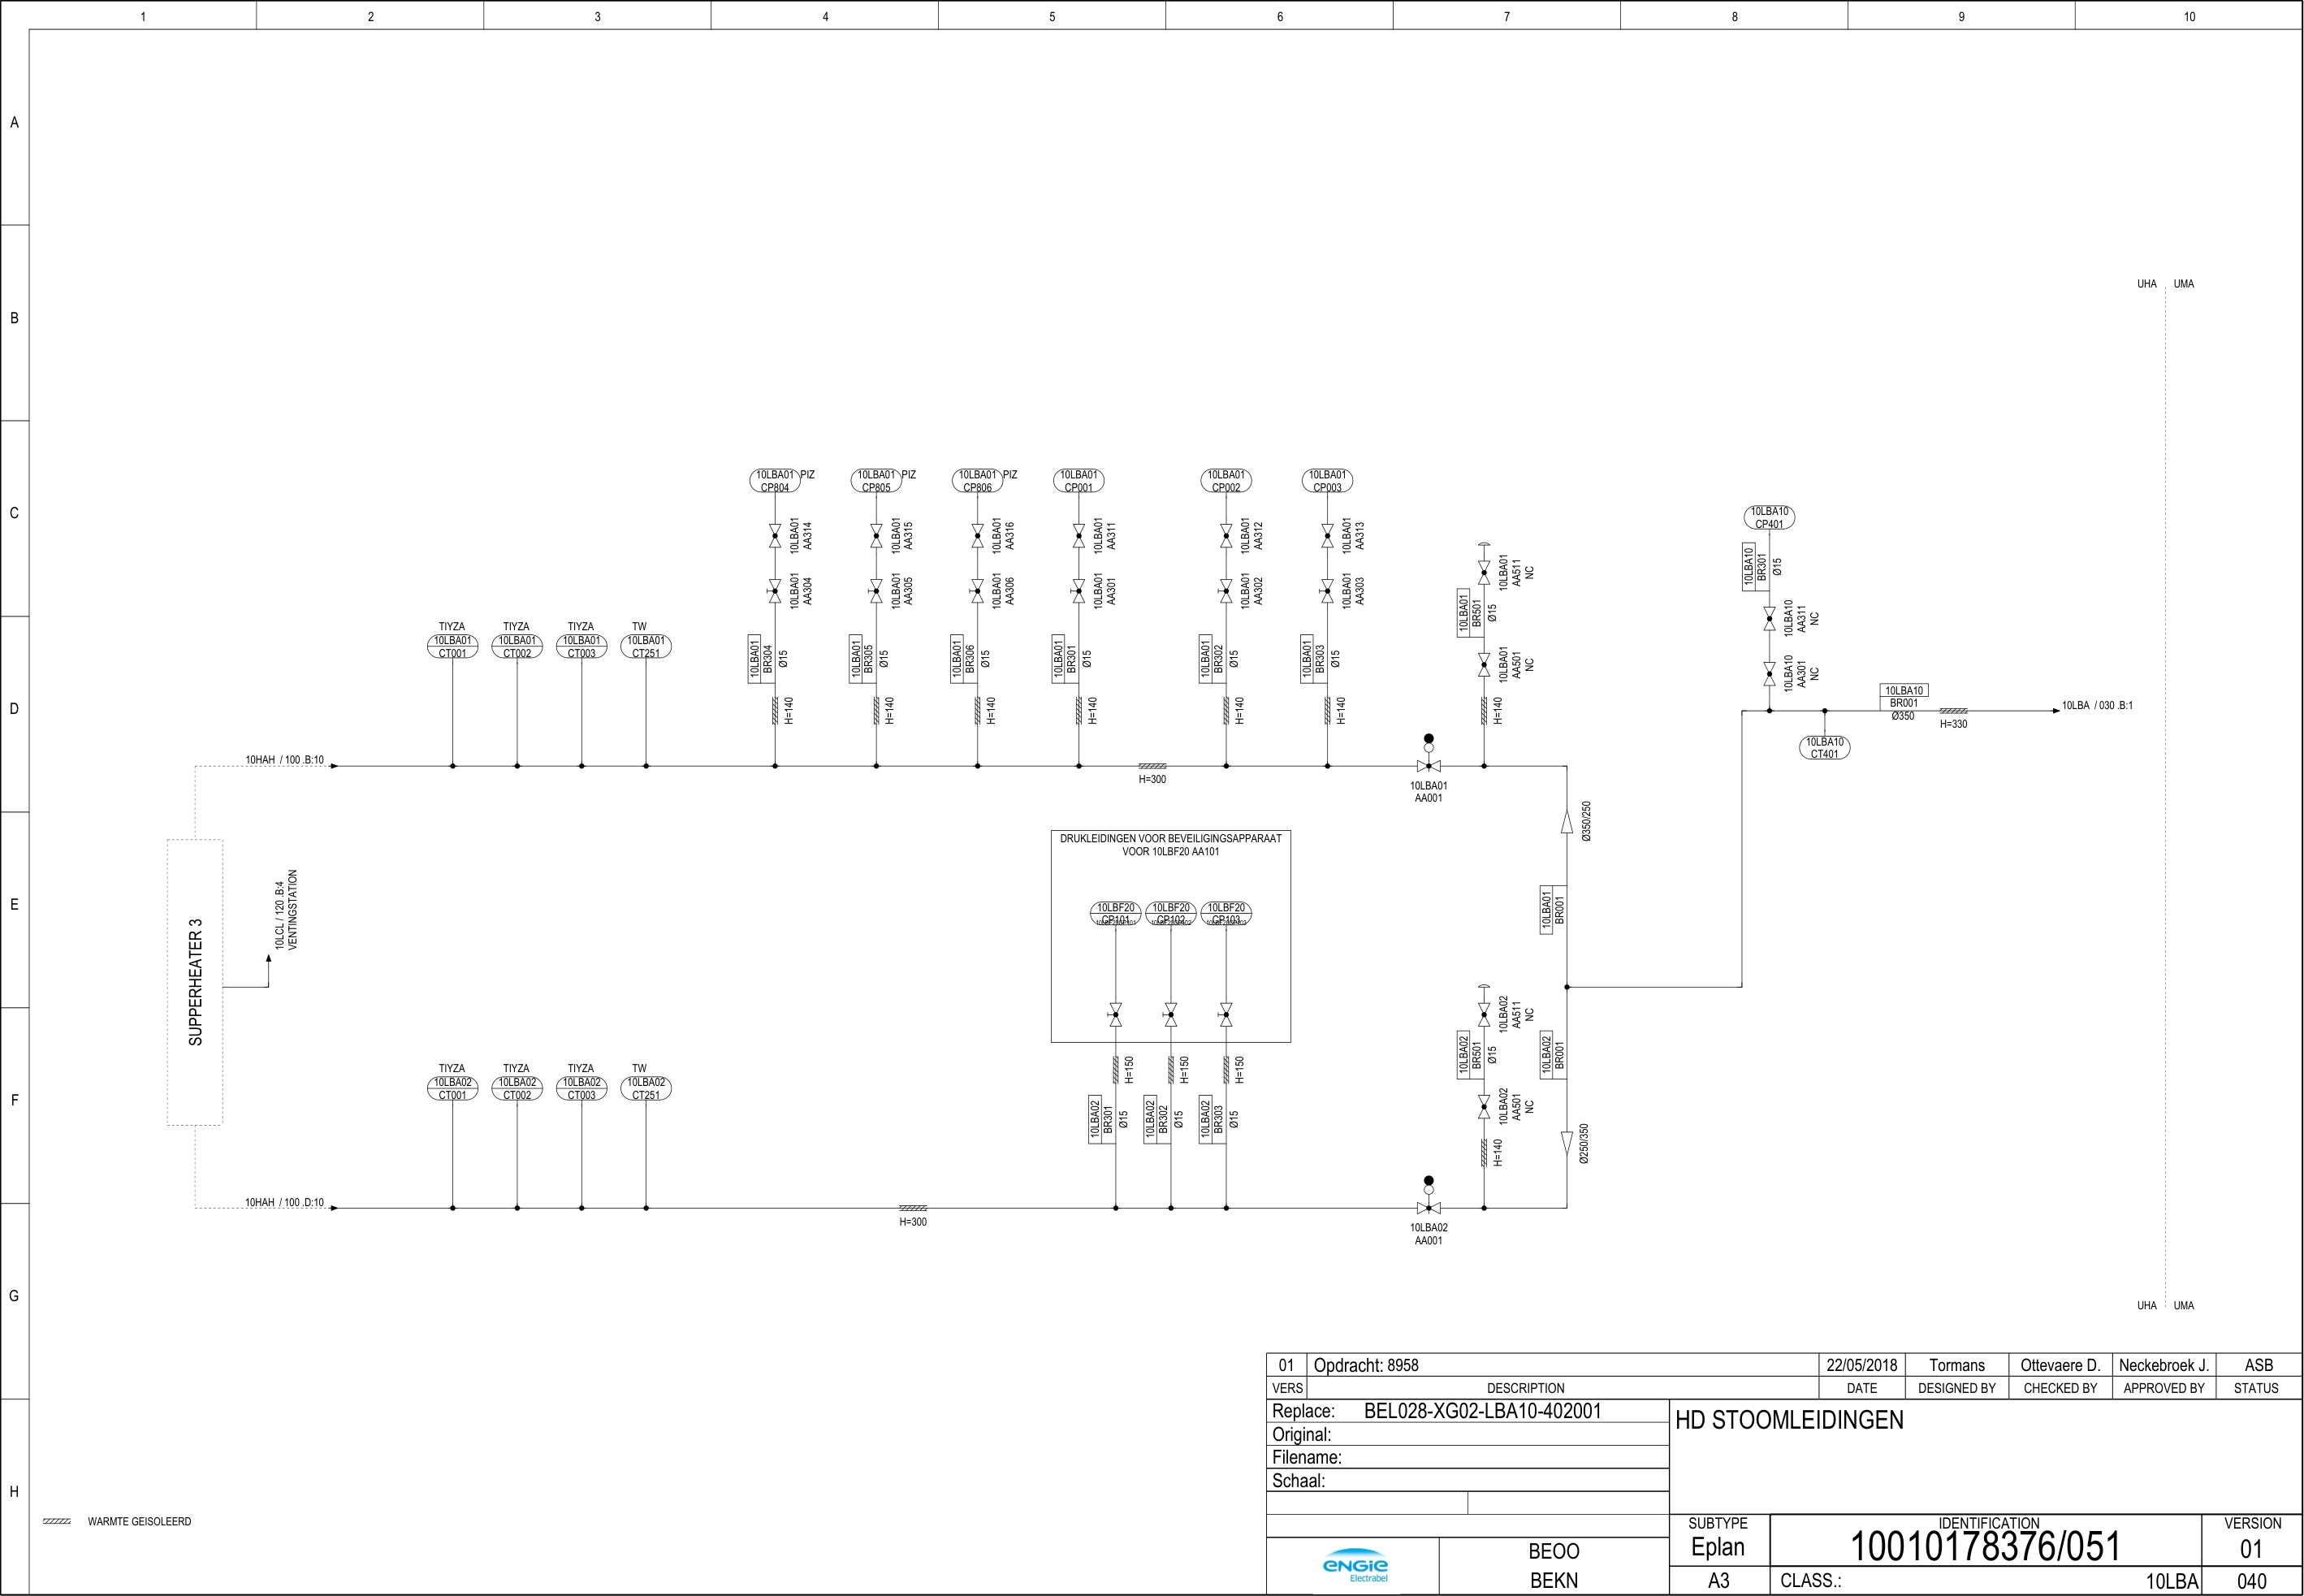 1 2 3 4 5 6 7 8 9 10
A
B
C
D
E
F
G
H
UHA UMA
10LBA01 PIZ
CP804
10LBA01 PIZ
CP805
10LBA01 PIZ
CP806
10LBA01
CP001
10LBA01
CP002
10LBA01
CP003
10LBA01
AA314
10LBA01
AA315
10LBA01
AA316
10LBA01
AA311
10LBA01
AA312
10LBA01
AA313
10LBA01
AA304
10LBA01
AA305
10LBA01
AA306
10LBA01
AA301
10LBA01
AA302
10LBA01
AA303
10LBA01
BR304
Ø15
10LBA01
BR305
Ø15
10LBA01
BR306
Ø15
10LBA01
BR301
Ø15
10LBA01
BR302
Ø15
10LBA01
BR303
Ø15
H=140
H=140
H=140
H=140
H=140
H=140
10LBA01
AA511
NC
10LBA01
BR501
Ø15
10LBA01
AA501
NC
H=140
10LBA10
CP401
10LBA10
BR301
Ø15
10LBA10
AA311
NC
10LBA10
AA301
NC
10LBA10
BR001
Ø350
H=330
10LBA / 030 .B:1
10LBA10
CT401
TIYZA
10LBA01
CT001
TIYZA
10LBA01
CT002
TIYZA
10LBA01
CT003
TW
10LBA01
CT251
10HAH / 100 .B:10
H=300
10LBA01
AA001
Ø350/250
10LBA01
BR001
DRUKLEIDINGEN VOOR BEVEILIGINGSAPPARAAT
VOOR 10LBF20 AA101
10LBF20
CP101
10LBF20
CP102
10LBF20
CP103
SUPPERHEATER 3
10LCL / 120 .B:4
VENTINGSTATION
H=150
H=150
H=150
10LBA02
BR301
Ø15
10LBA02
BR302
Ø15
10LBA02
BR303
Ø15
10LBA02
AA511
NC
10LBA02
BR501
Ø15
10LBA02
AA501
NC
H=140
10LBA02
BR001
Ø250/350
TIYZA
10LBA02
CT001
TIYZA
10LBA02
CT002
TIYZA
10LBA02
CT003
TW
10LBA02
CT251
10HAH / 100 .D:10
H=300
10LBA02
AA001
UHA UMA
WARMTE GEISOLEERD
01 Opdracht: 8958 22/05/2018 Tormans Ottevaere D. Neckebroek J. ASB
VERS DESCRIPTION DATE DESIGNED BY CHECKED BY APPROVED BY STATUS
Replace: BEL028-XG02-LBA10-402001
Original:
Filename:
Schaal:
HD STOOMLEIDINGEN
ENGIE
Electrabel
BEOO
BEKN
SUBTYPE
Eplan
A3
IDENTIFICATION
10010178376/051
CLASS.: 10LBA
VERSION
01
040